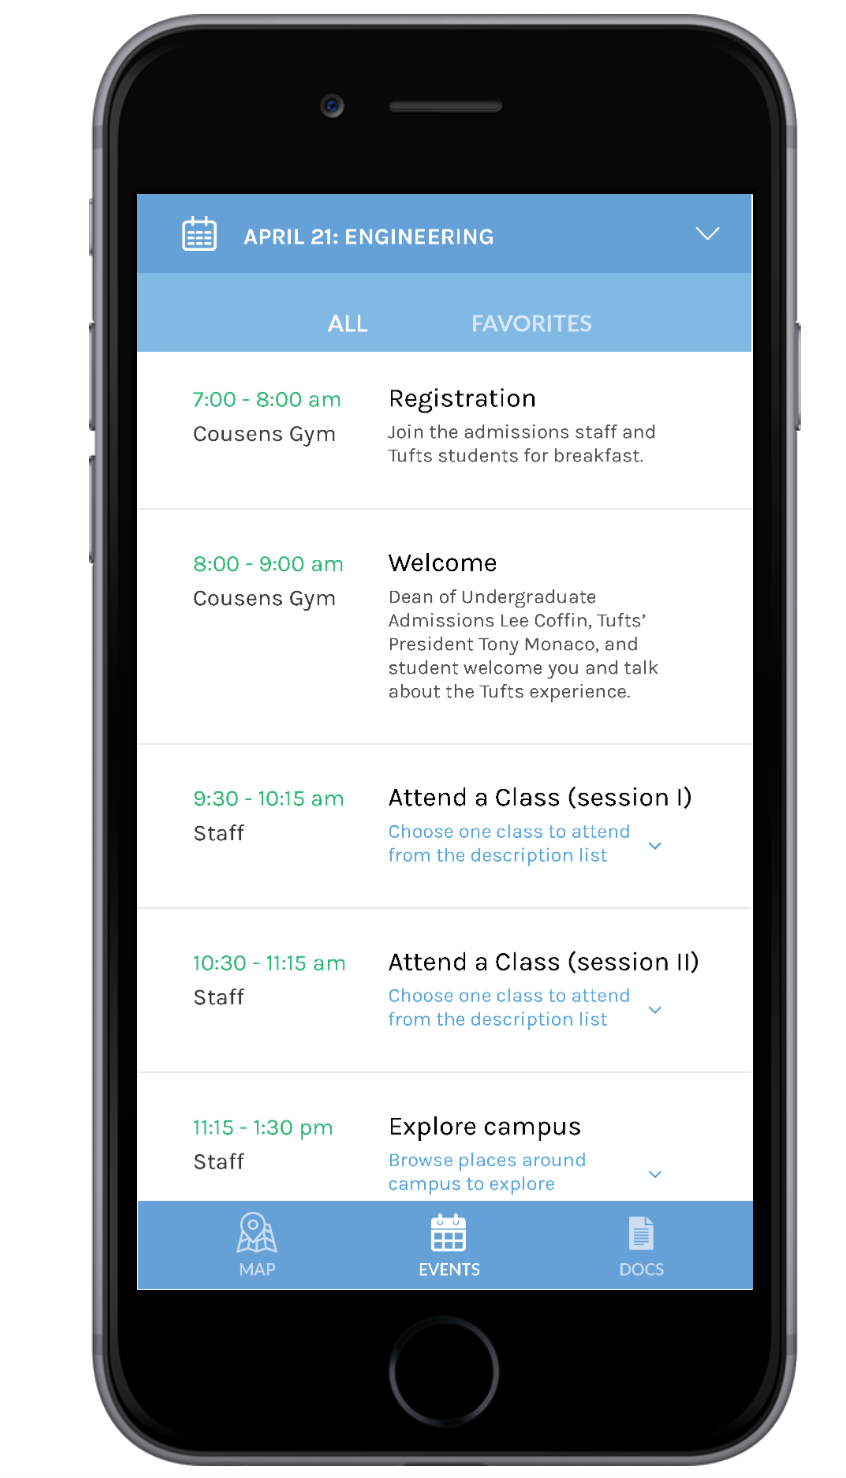 APRIL 21: ENGINEERING
ALL FAVORITES
7:00 - 8:00 am
Cousens Gym
Registration
Join the admissions staff and
Tufts students for breakfast.
8:00 - 9:00 am
Cousens Gym
Welcome
Dean of Undergraduate
Admissions Lee Coffin, Tufts’
President Tony Monaco, and
student welcome you and talk
about the Tufts experience.
9:30 - 10:15 am
Staff
Attend a Class (session I)
Choose one class to attend
from the description list
10:30 - 11:15 am
Staff
Attend a Class (session II)
Choose one class to attend
from the description list
11:15 - 1:30 pm
Staff
Explore campus
Browse places around
campus to explore
MAP EVENTS DOCS